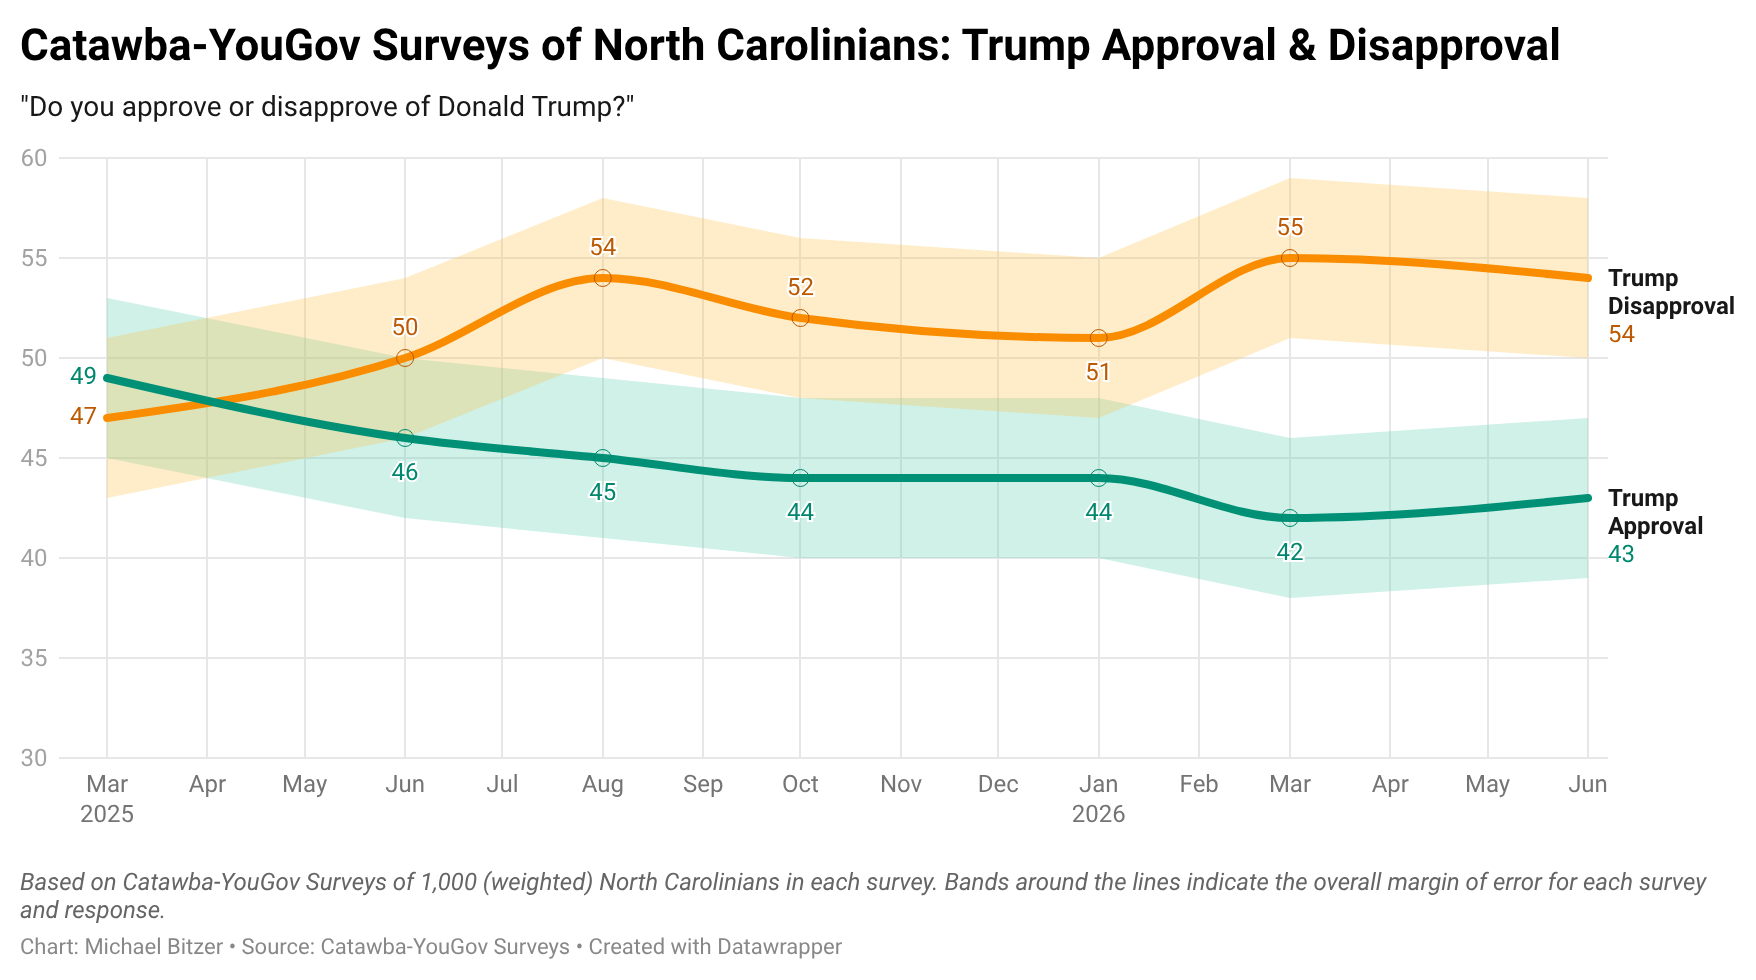 Catawba-YouGov Surveys of North Carolinians: Trump Approval & Disapproval
"Do you approve or disapprove of Donald Trump?"
60
55
50
45
40
35
30
49
47
50
46
54
45
52
44
51
44
55
42
Trump
Disapproval
54
Trump
Approval
43
Mar Apr May Jun Jul Aug Sep Oct Nov Dec Jan Feb Mar Apr May Jun
2025 2026
Based on Catawba-YouGov Surveys of 1,000 (weighted) North Carolinians in each survey. Bands around the lines indicate the overall margin of error for each survey
and response.
Chart: Michael Bitzer • Source: Catawba-YouGov Surveys • Created with Datawrapper